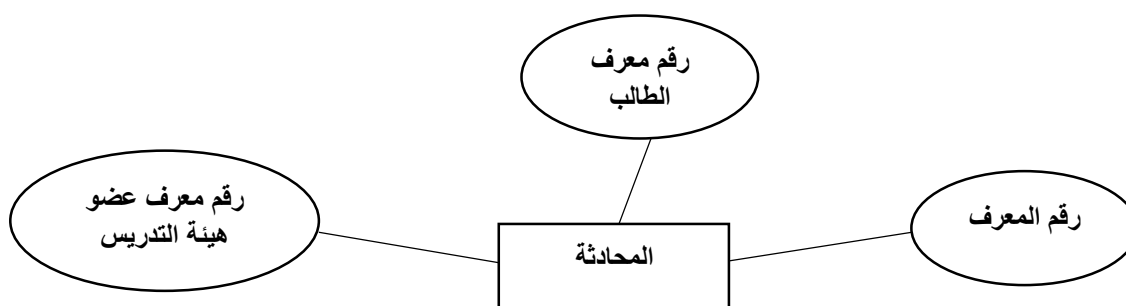 رقم معرف
الطالب
رقم المعرف
رقم معرف عضو
هيئة التدريس
المحادثة